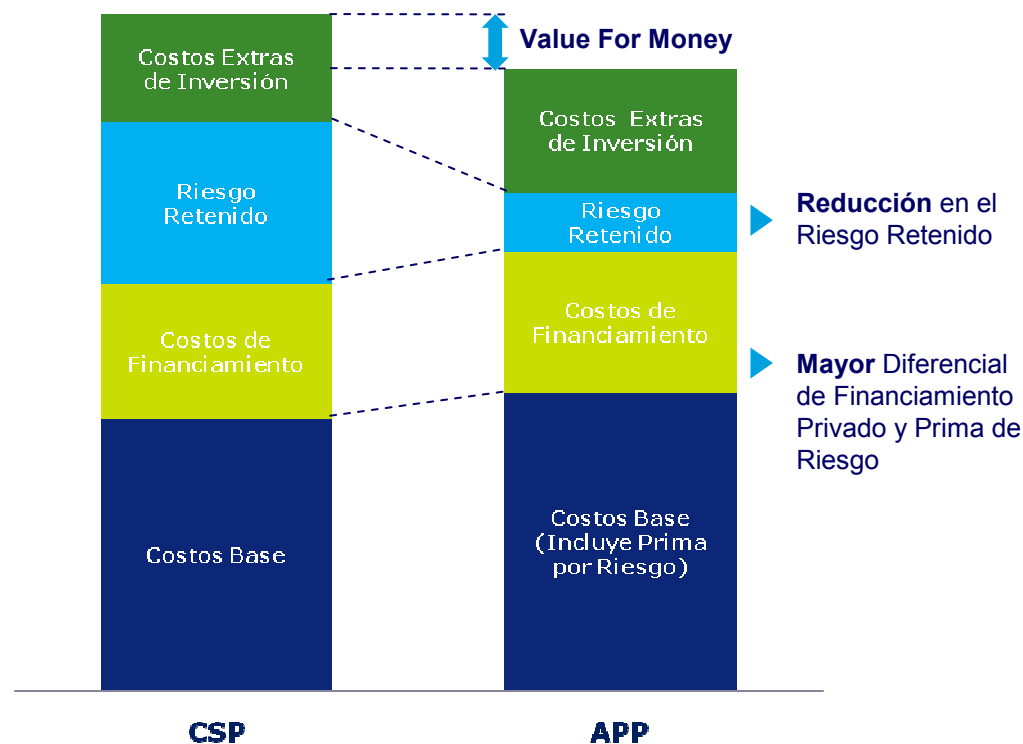 Value For Money
Costos Extras
de Inversión
Riesgo
Retenido
Costos de
Financiamiento
Costos Base
CSP
Costos Extras
de Inversión
Riesgo
Retenido
Costos de
Financiamiento
Costos Base
(Incluye Prima
por Riesgo)
APP
Reducción en el
Riesgo Retenido
Mayor Diferencial
de Financiamiento
Privado y Prima de
Riesgo